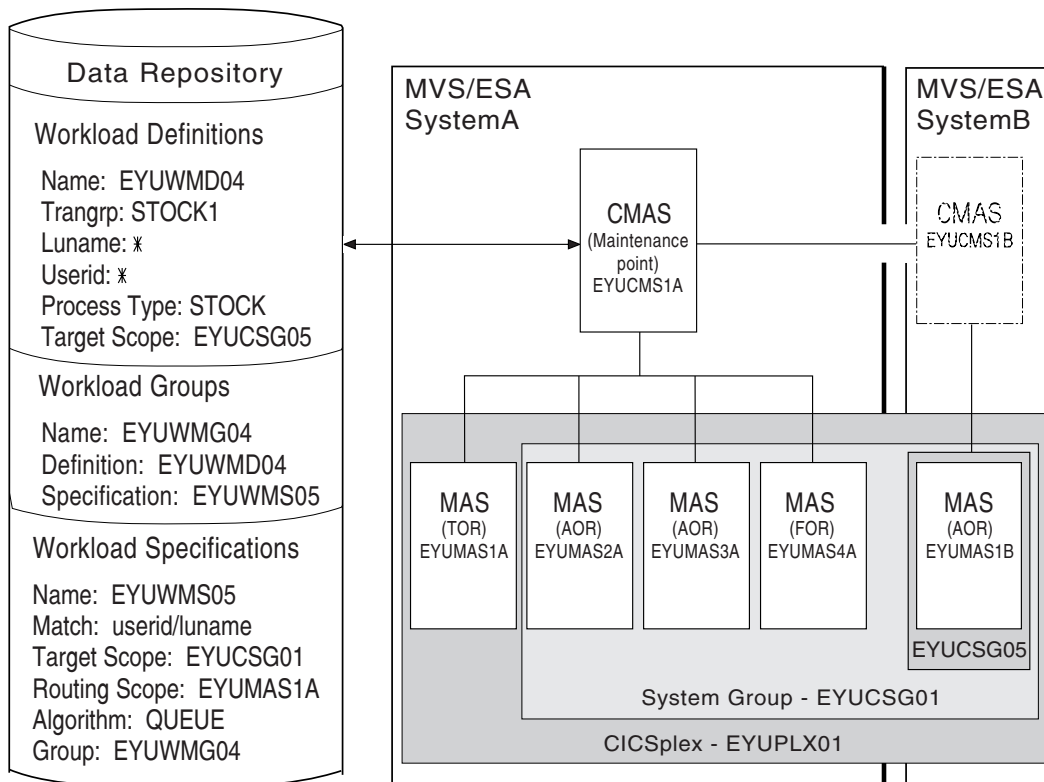 Data Repository
Workload Definitions
Name: EYUWMD04
Trangrp: STOCK1
Luname: *
Userid: *
Process Type: STOCK
Target Scope: EYUCSG05
Workload Groups
Name: EYUWMG04
Definition: EYUWMD04
Specification: EYUWMS05
Workload Specifications
Name: EYUWMS05
Match: userid/luname
Target Scope: EYUCSG01
Routing Scope: EYUMAS1A
Algorithm: QUEUE
Group: EYUWMG04
MVS/ESA
SystemA
CMAS
(Maintenance
point)
EYUCMS1A
MVS/ESA
SystemB
CMAS
EYUCMS1B
MAS
(TOR)
EYUMAS1A
MAS
(AOR)
EYUMAS2A
MAS
(AOR)
EYUMAS3A
MAS
(FOR)
EYUMAS4A
MAS
(AOR)
EYUMAS1B
EYUCSG05
System Group - EYUCSG01
CICSplex - EYUPLX01